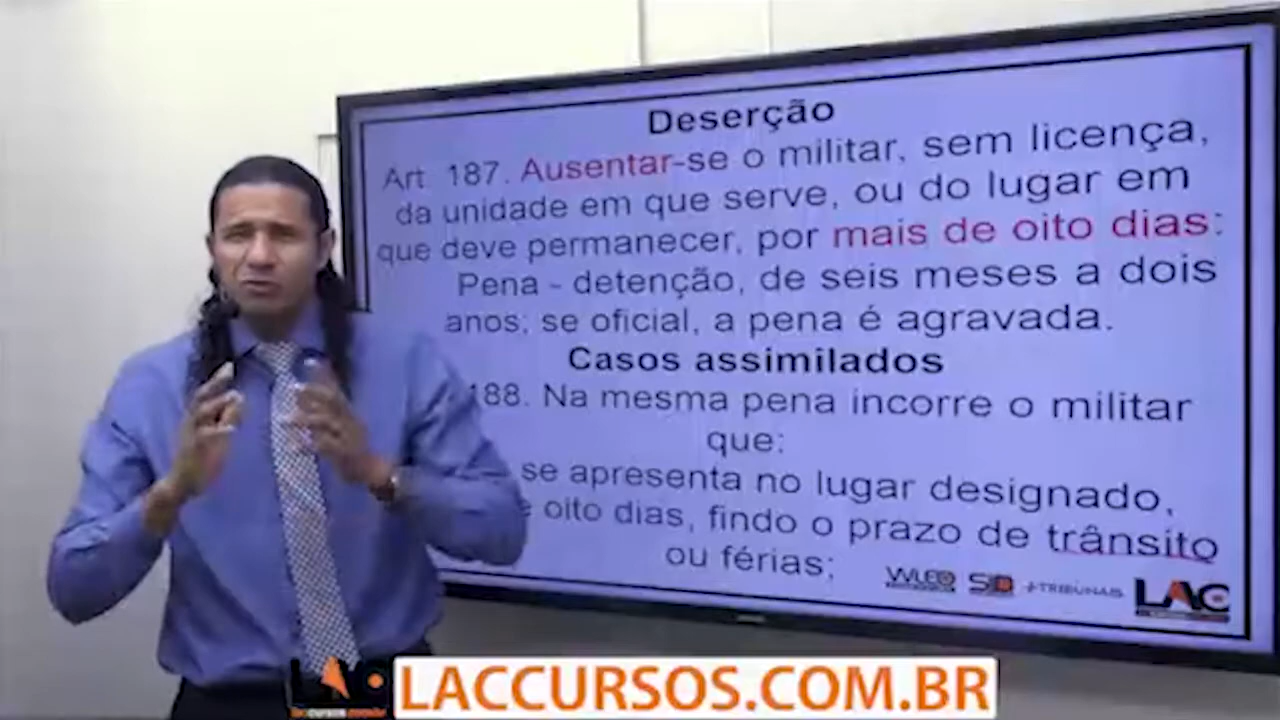 Deserção
Art. 187. Ausentar-se o militar, sem licença,
da unidade em que serve, ou do lugar em
que deve permanecer, por mais de oito dias:
Pena - detenção, de seis meses a dois
anos; se oficial, a pena é agravada.
Casos assimilados
188. Na mesma pena incorre o militar
que:
se apresenta no lugar designado,
oito dias, findo o prazo de trânsito
ou férias;
+TRIBUNAIS
LAC
LAC
LACCURSOS.COM.BR